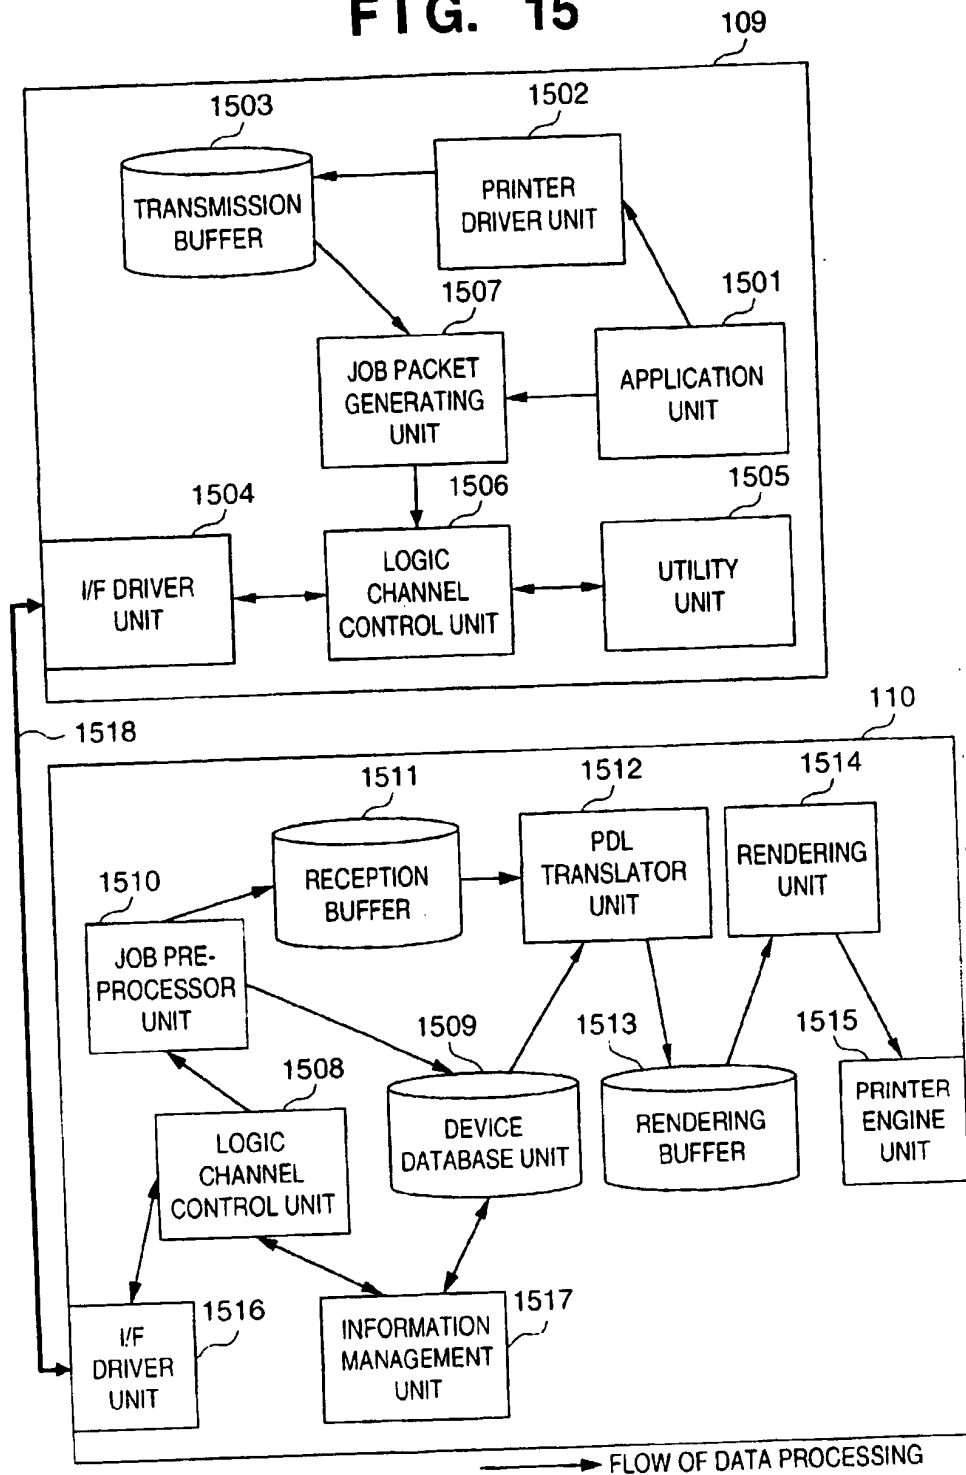 FIG. 15
109
1503
1502
TRANSMISSION
BUFFER
PRINTER
DRIVER UNIT
1507
1501
JOB PACKET
GENERATING
UNIT
APPLICATION
UNIT
1504
1506
1505
I/F DRIVER
UNIT
LOGIC
CHANNEL
CONTROL UNIT
UTILITY
UNIT
1518
110
1511
1512
1514
RECEPTION
BUFFER
PDL
TRANSLATOR
UNIT
RENDERING
UNIT
1510
JOB PRE-
PROCESSOR
UNIT
1509
1513
1515
1508
DEVICE
DATABASE UNIT
RENDERING
BUFFER
PRINTER
ENGINE
UNIT
LOGIC
CHANNEL
CONTROL UNIT
1516
1517
I/F
DRIVER
UNIT
INFORMATION
MANAGEMENT
UNIT
FLOW OF DATA PROCESSING